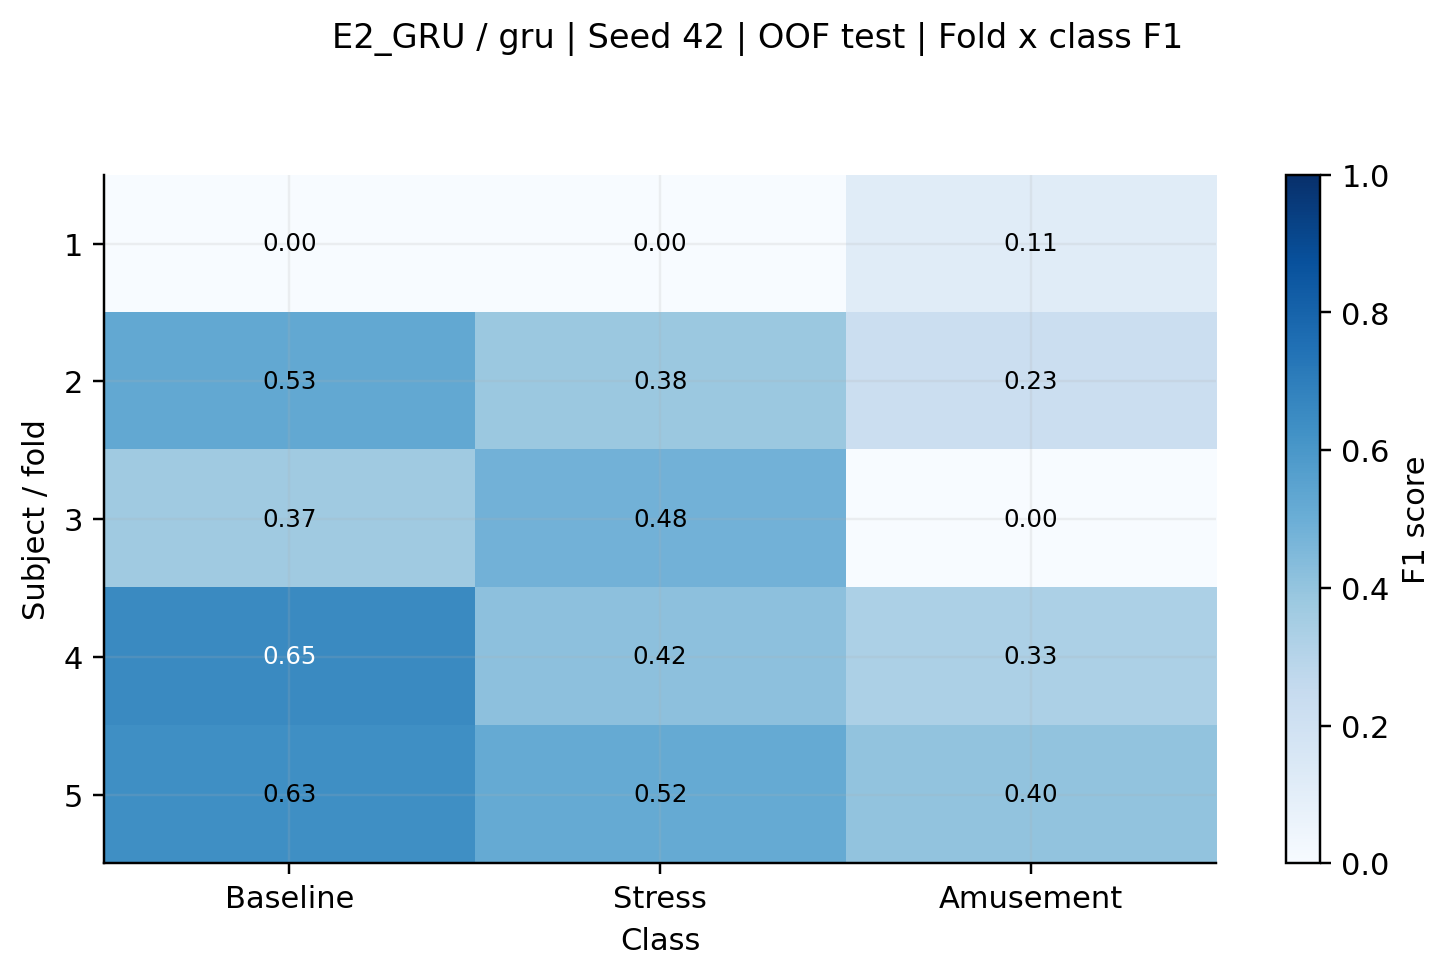 E2_GRU / gru | Seed 42 | OOF test | Fold x class F1
1.0
0.8
0.6
0.4
0.2
0.0
F1 score
Subject / fold
1 0.00 0.00 0.11
2 0.53 0.38 0.23
3 0.37 0.48 0.00
4 0.65 0.42 0.33
5 0.63 0.52 0.40
Baseline Stress Amusement
Class